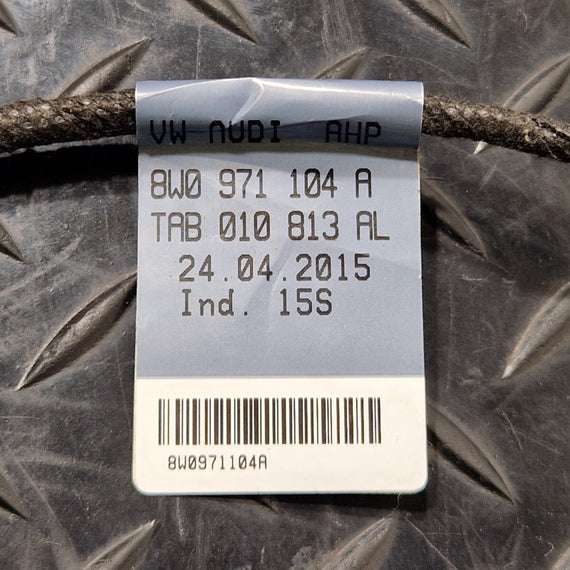 VW AUDI AHP
8W0 971 104 A
TAB 010 813 AL
24.04.2015
Ind. 15S
8W0971104A